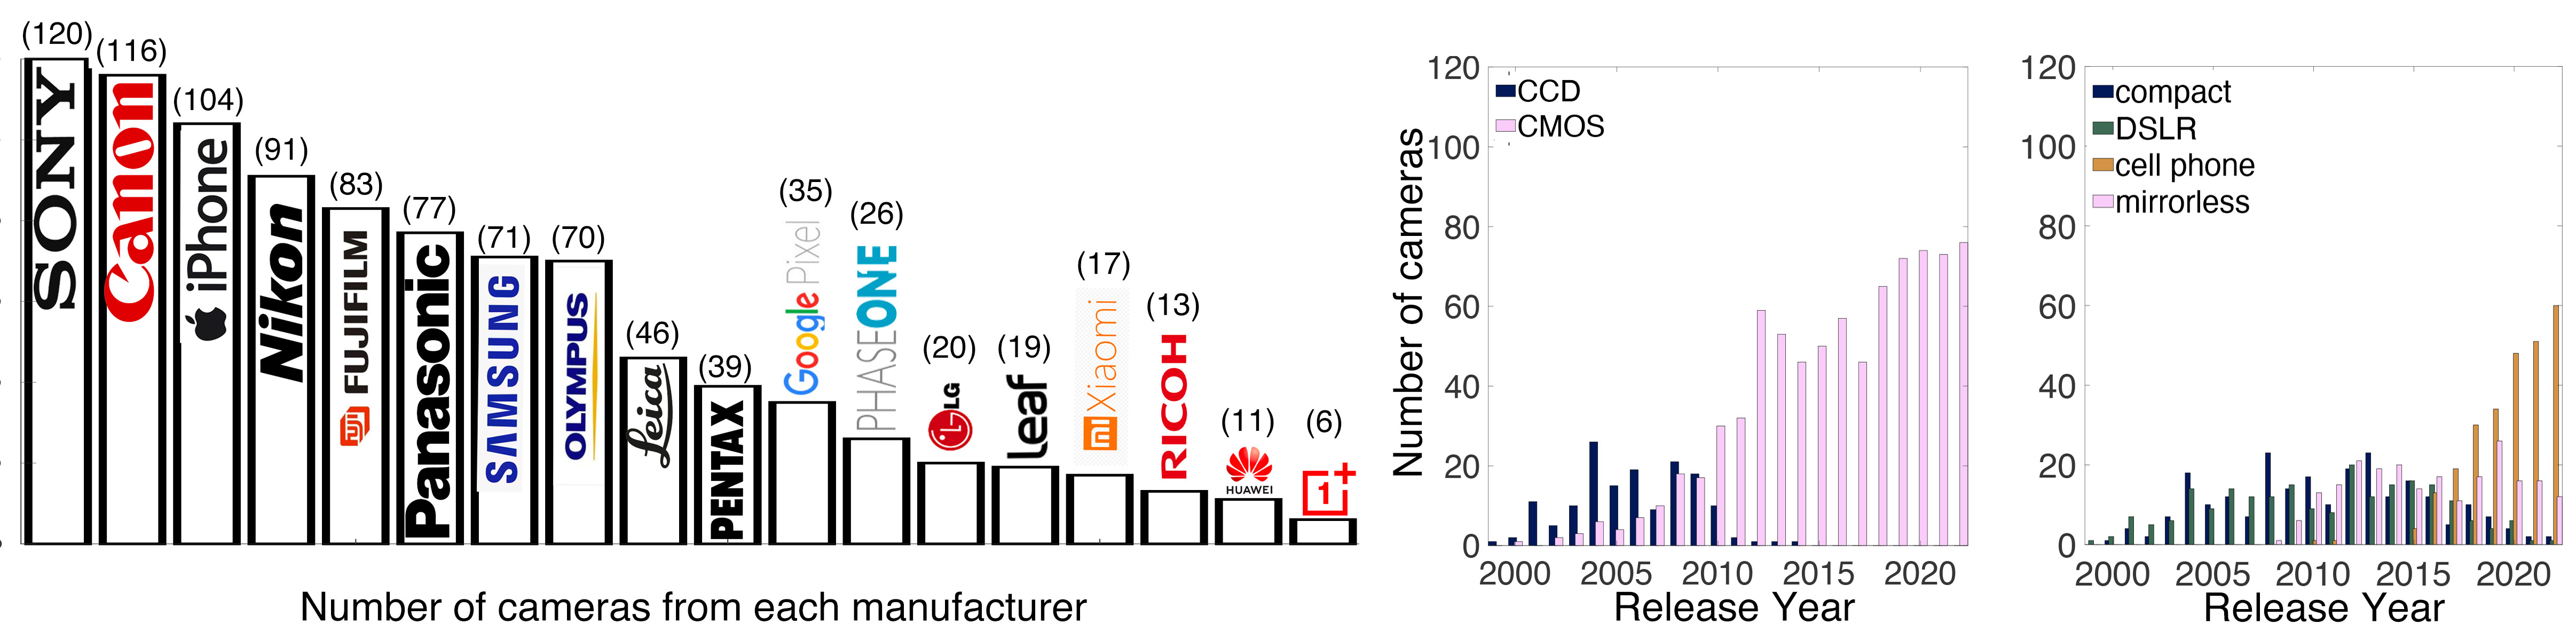 (120)
SONY
(116)
Canon
(104)
iPhone
(91)
Nikon
(83)
FUJIFILM
(77)
Panasonic
(71)
SAMSUNG
(70)
OLYMPUS
(46)
Leica
(39)
PENTAX
(35)
Google Pixel
(26)
PHASEONE
(20)
LG
(19)
Leaf
(17)
mi Xiaomi
(13)
RICOH
(11)
HUAWEI
(6)
1+
Number of cameras from each manufacturer
Number of cameras
120
100
80
60
40
20
0
CCD
CMOS
2000 2005 2010 2015 2020
Release Year
120
100
80
60
40
20
0
compact
DSLR
cell phone
mirrorless
2000 2005 2010 2015 2020
Release Year